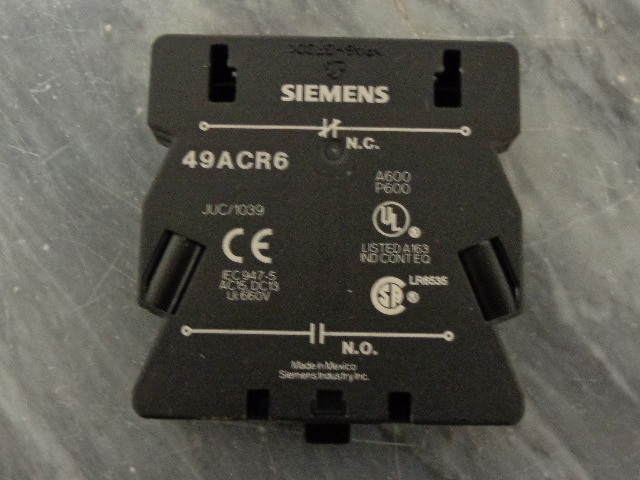 SIEMENS
N.C.
49ACR6
A600
P600
JUC/1039
CE
UL
LISTED A163
IND CONT EQ
IEC 947-5
AC15, DC13
Ui: 660V
LR6535
N.O.
Made in Mexico
Siemens Industry Inc.